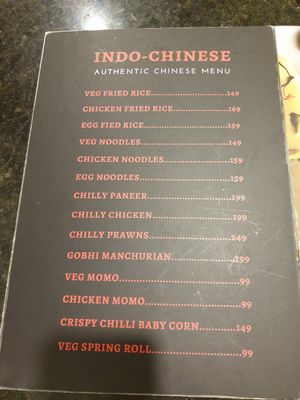 INDO-CHINESE
AUTHENTIC CHINESE MENU
VEG FRIED RICE..............................149
CHICKEN FRIED RICE...................169
EGG FIED RICE..............................159
VEG NOODLES..............................149
CHICKEN NOODLES......................159
EGG NOODLES..............................159
CHILLY PANEER............................199
CHILLY CHICKEN...........................199
CHILLY PRAWNS...........................249
GOBHI MANCHURIAN..................199
VEG MOMO....................................99
CHICKEN MOMO............................99
CRISPY CHILLI BABY CORN............149
VEG SPRING ROLL.........................99